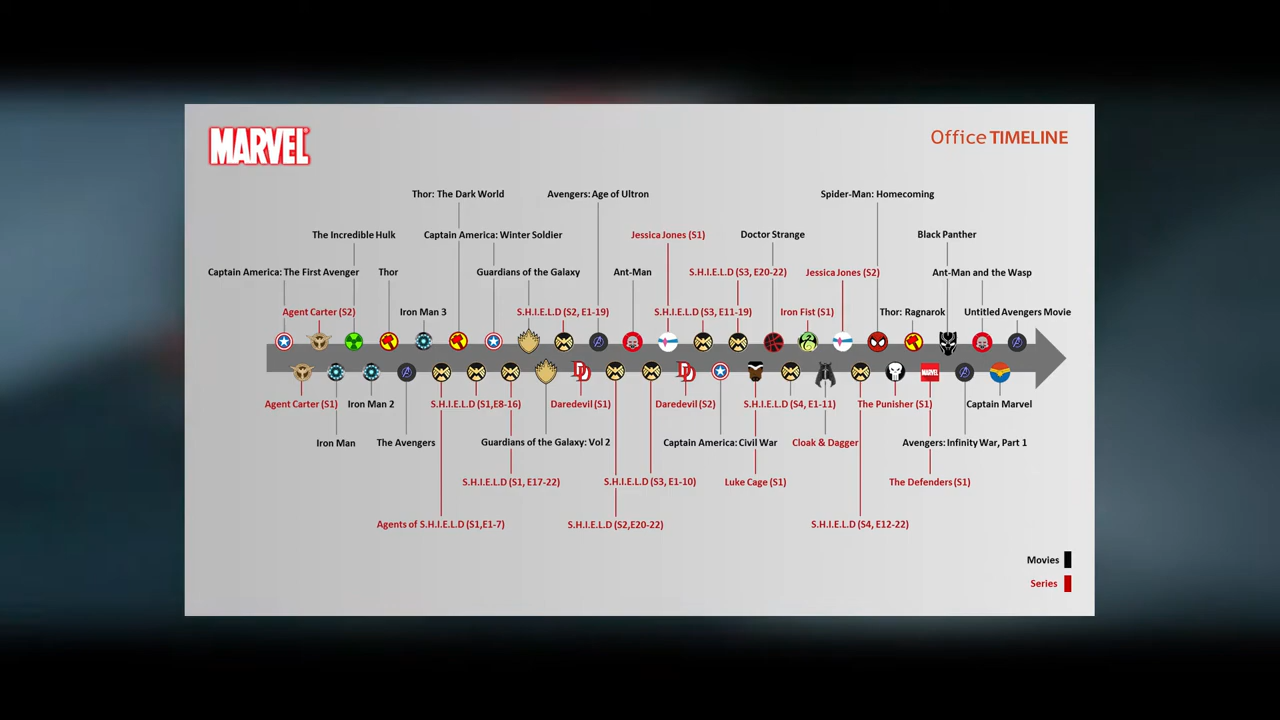 MARVEL
Office TIMELINE
Thor: The Dark World
Avengers: Age of Ultron
Spider-Man: Homecoming
The Incredible Hulk
Captain America: Winter Soldier
Jessica Jones (S1)
Doctor Strange
Black Panther
Captain America: The First Avenger
Thor
Guardians of the Galaxy
Ant-Man
S.H.I.E.L.D (S3, E20-22)
Jessica Jones (S2)
Ant-Man and the Wasp
Agent Carter (S2)
Iron Man 3
S.H.I.E.L.D (S2, E1-19)
S.H.I.E.L.D (S3, E11-19)
Iron Fist (S1)
Thor: Ragnarok
Untitled Avengers Movie
MARVEL
Agent Carter (S1)
Iron Man 2
S.H.I.E.L.D (S1,E8-16)
Daredevil (S1)
Daredevil (S2)
S.H.I.E.L.D (S4, E1-11)
The Punisher (S1)
Captain Marvel
Iron Man
The Avengers
Guardians of the Galaxy: Vol 2
Captain America: Civil War
Cloak & Dagger
Avengers: Infinity War, Part 1
S.H.I.E.L.D (S1, E17-22)
S.H.I.E.L.D (S3, E1-10)
Luke Cage (S1)
The Defenders (S1)
Agents of S.H.I.E.L.D (S1,E1-7)
S.H.I.E.L.D (S2,E20-22)
S.H.I.E.L.D (S4, E12-22)
Movies
Series